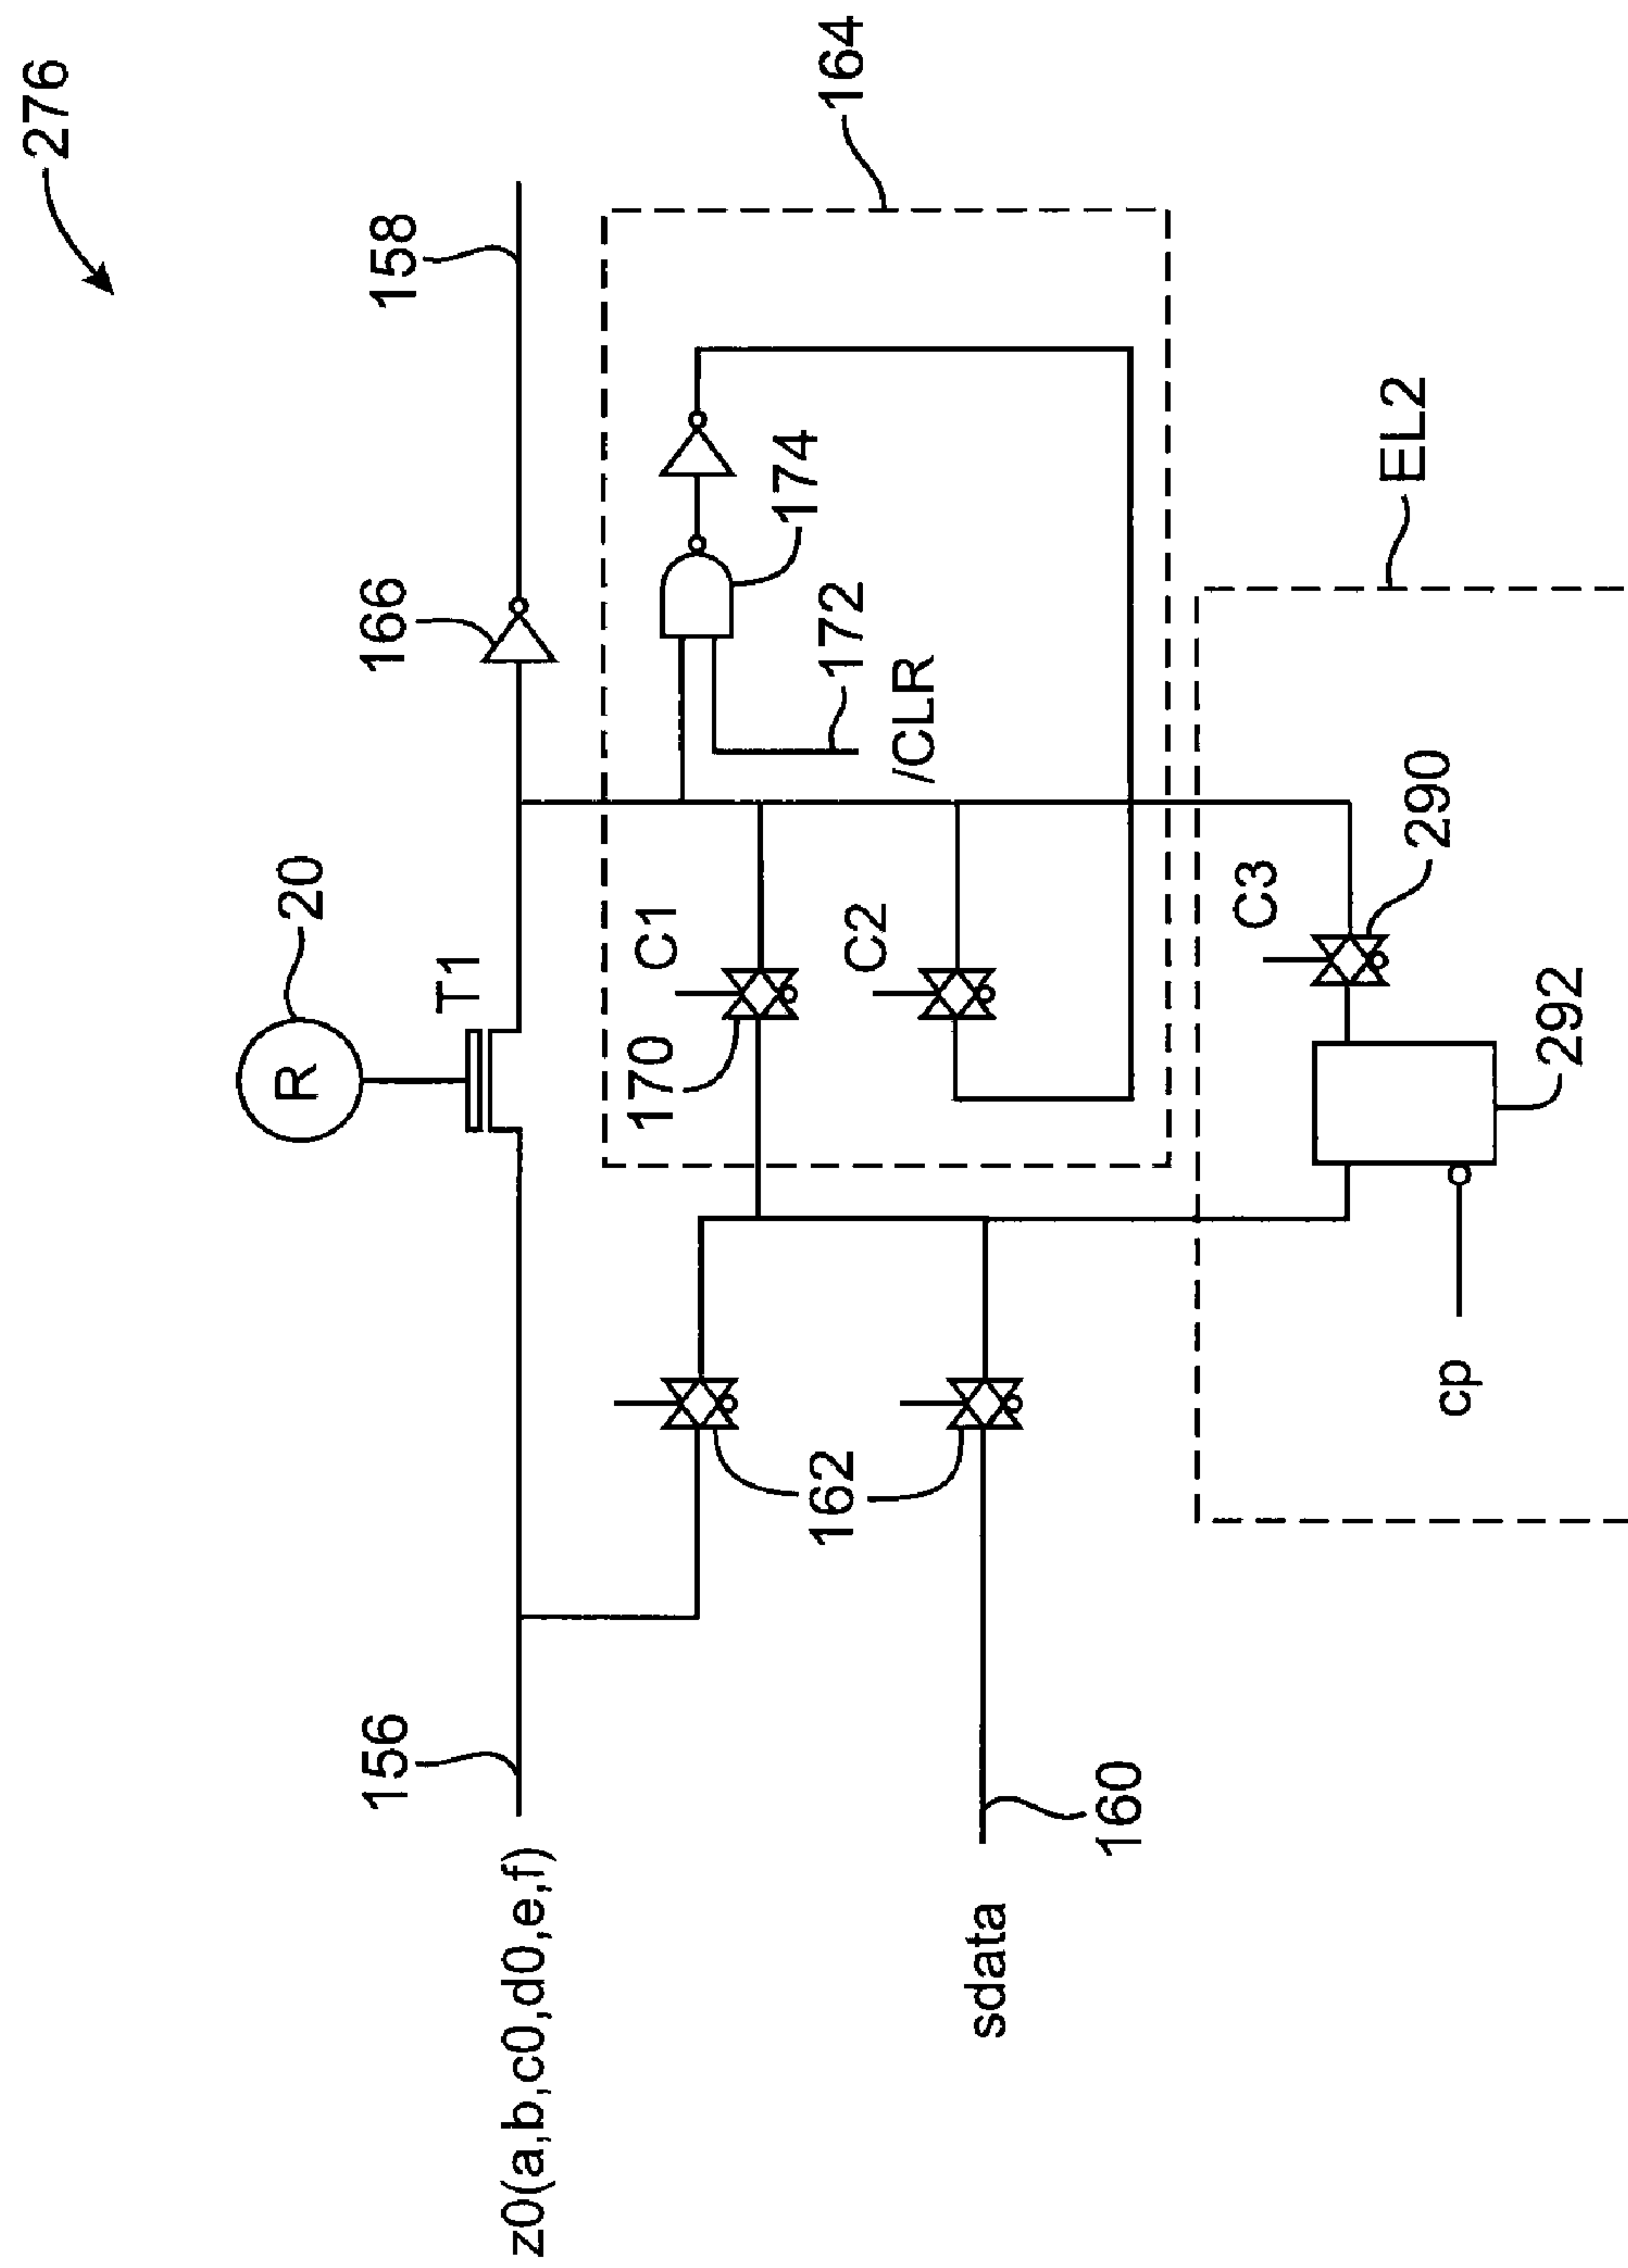 276
158
166
20
R
T1
156
z0(a,b,c0,d0,e,f)
164
174
172
/CLR
C1
170
C2
162
sdata
160
EL2
C3
290
292
cp